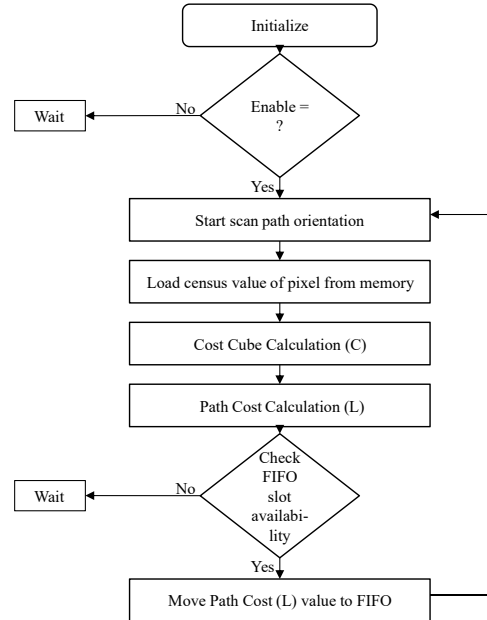 Initialize
Enable =
?
No
Wait
Yes
Start scan path orientation
Load census value of pixel from memory
Cost Cube Calculation (C)
Path Cost Calculation (L)
Check
FIFO
slot
availabi-
lity
No
Wait
Yes
Move Path Cost (L) value to FIFO